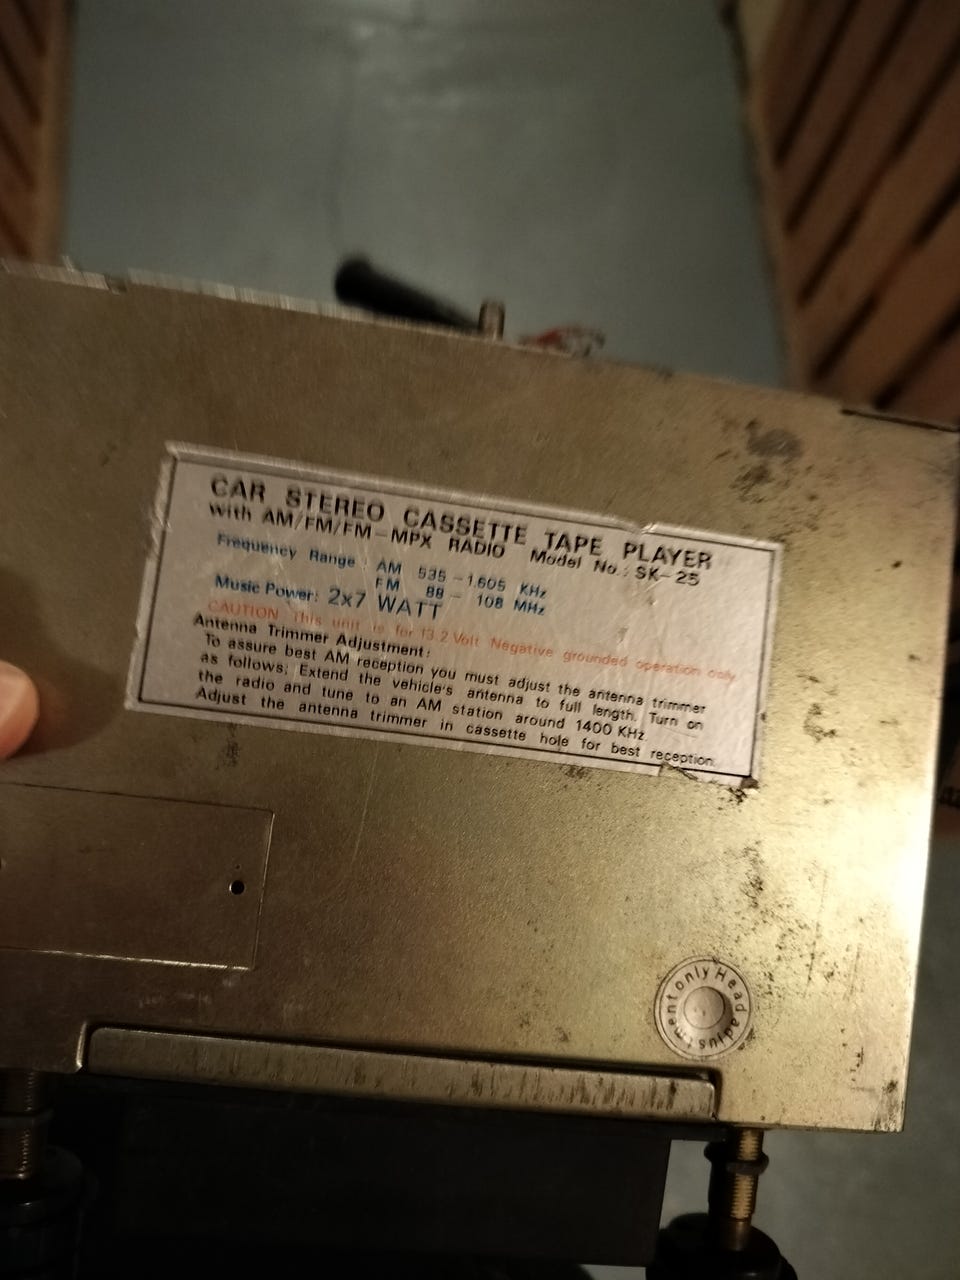 CAR STEREO CASSETTE TAPE PLAYER
with AM/FM/FM-MPX RADIO Model No.: SK-25
Frequency Range : AM 535 - 1,605 KHz
FM 88 - 108 MHz
Music Power: 2x7 WATT
CAUTION This unit is for 13.2 Volt Negative grounded operation only
Antenna Trimmer Adjustment:
To assure best AM reception you must adjust the antenna trimmer
as follows; Extend the vehicle's antenna to full length. Turn on
the radio and tune to an AM station around 1400 KHz.
Adjust the antenna trimmer in cassette hole for best reception.
only Head adjustment